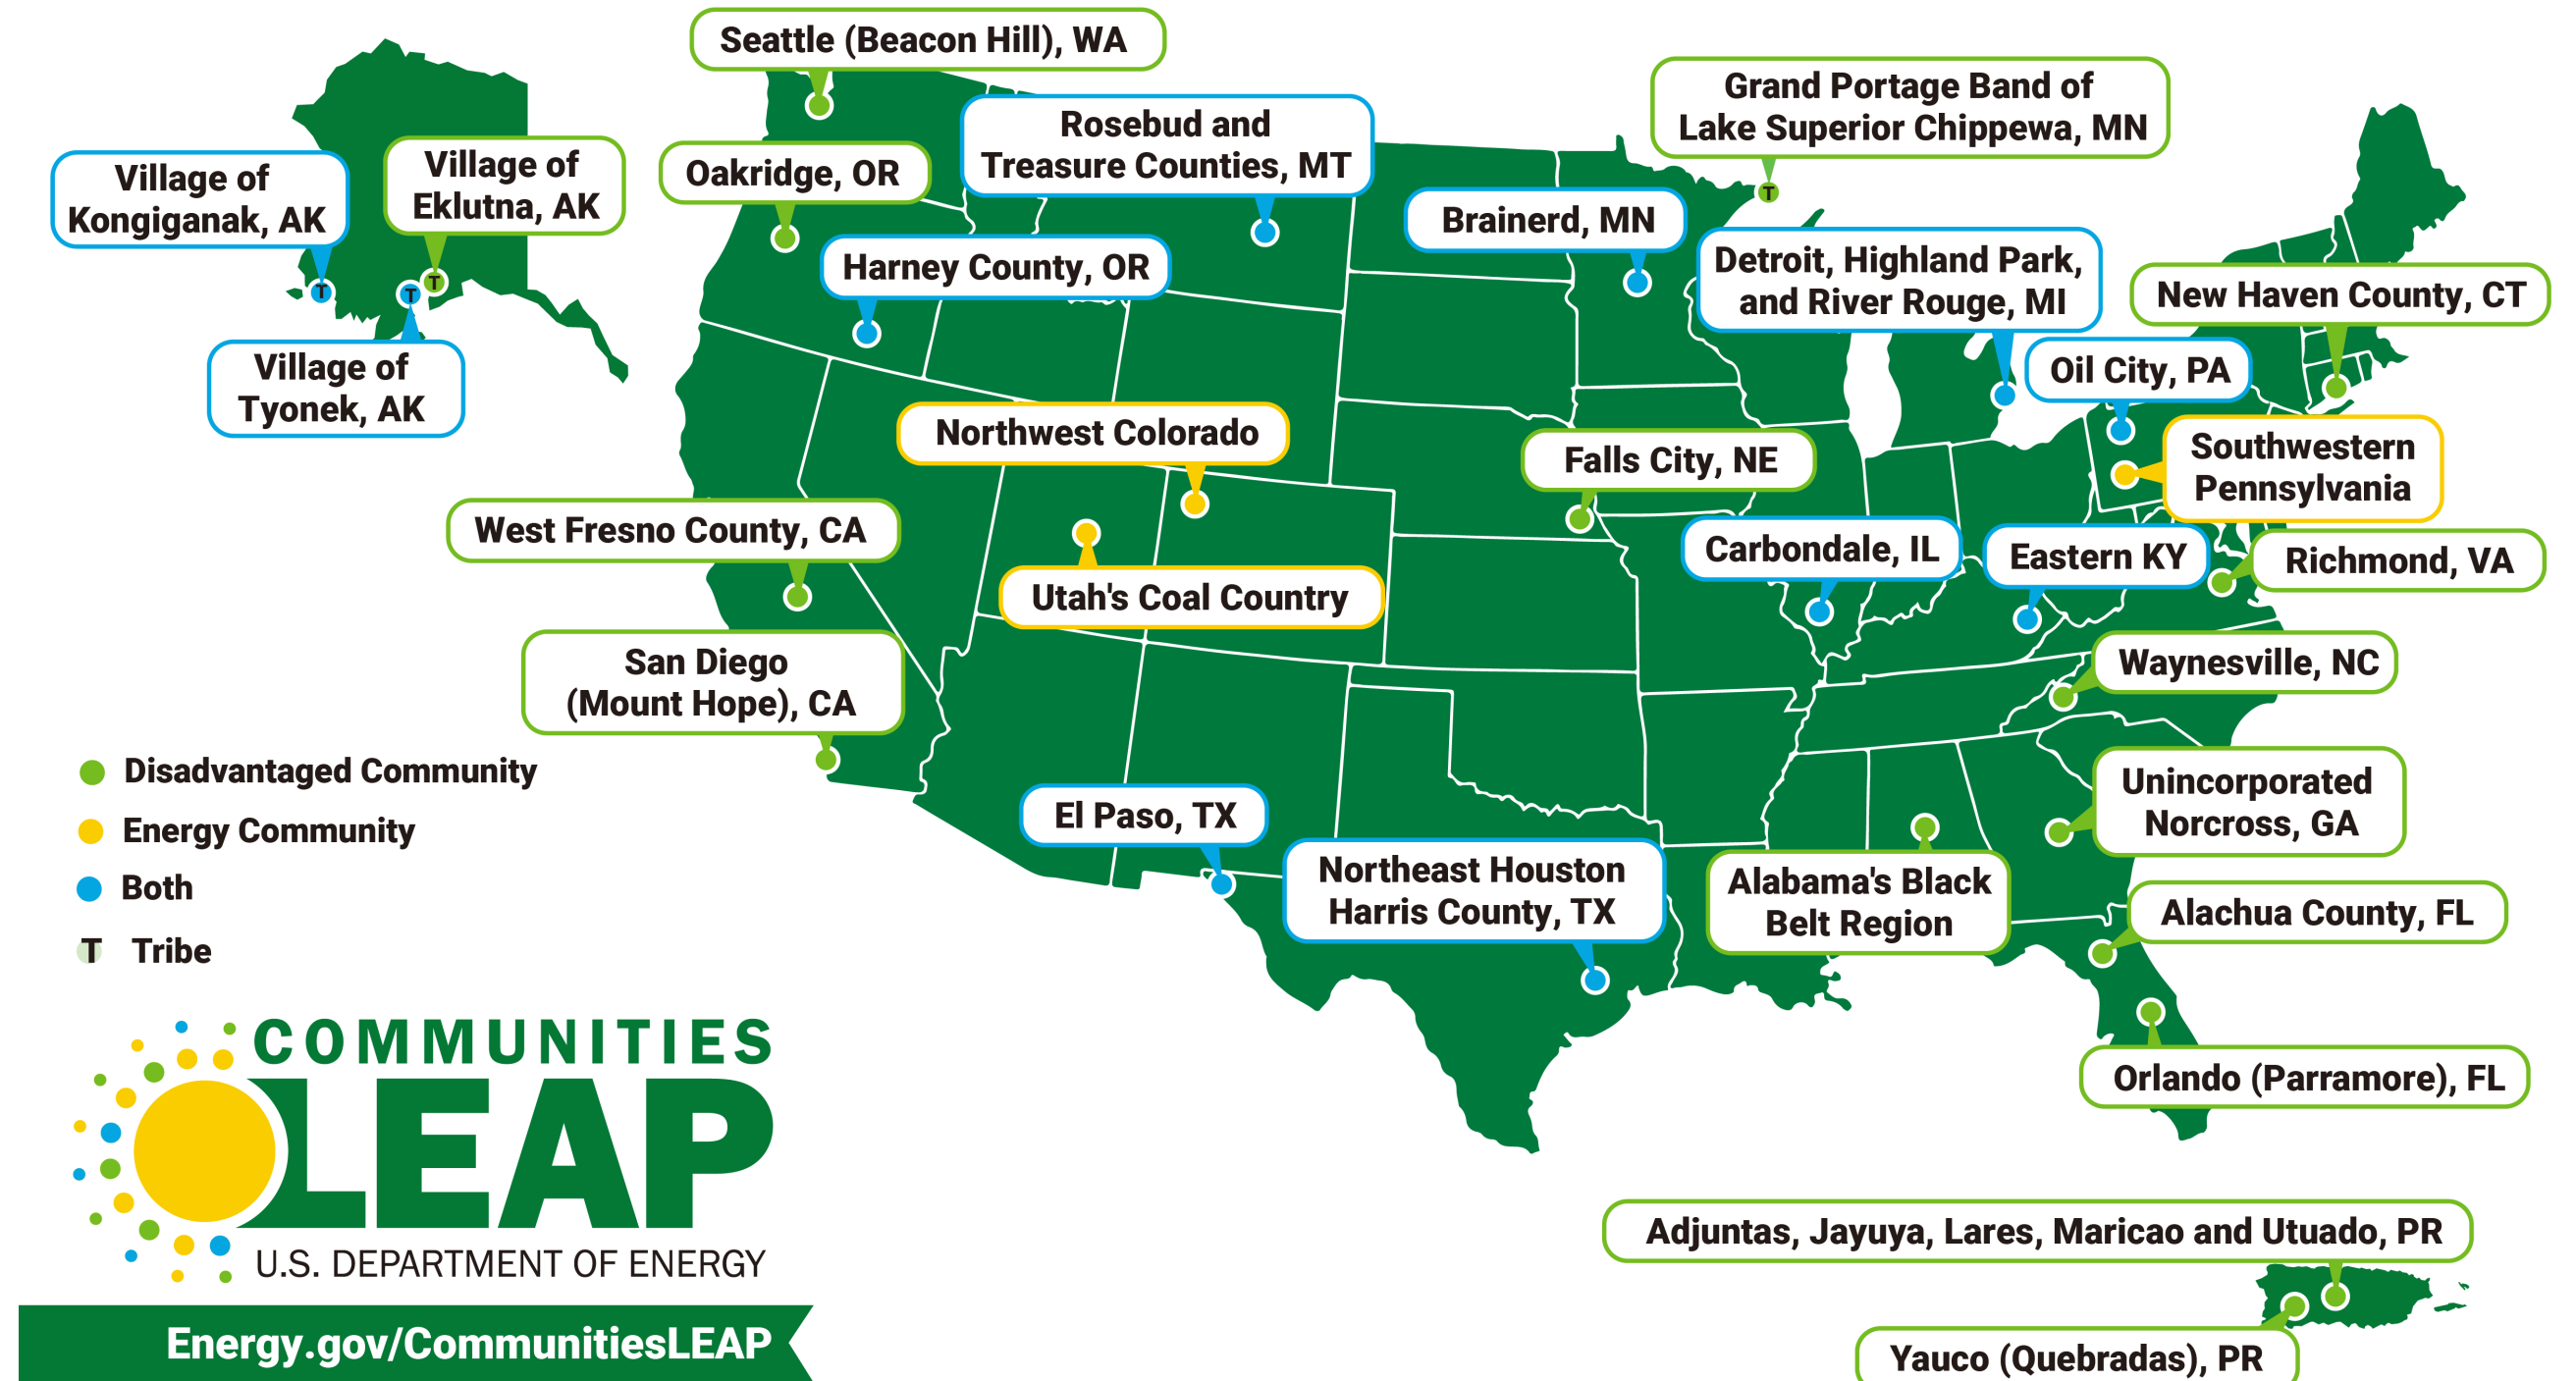 Seattle (Beacon Hill), WA
Grand Portage Band of
Lake Superior Chippewa, MN
Rosebud and
Treasure Counties, MT
Village of
Kongiganak, AK
Village of
Eklutna, AK
Oakridge, OR
Brainerd, MN
Harney County, OR
Detroit, Highland Park,
and River Rouge, MI
New Haven County, CT
T
T
T
T
Village of
Tyonek, AK
Oil City, PA
Northwest Colorado
Falls City, NE
Southwestern
Pennsylvania
West Fresno County, CA
Utah's Coal Country
Carbondale, IL
Eastern KY
Richmond, VA
San Diego
(Mount Hope), CA
Waynesville, NC
Disadvantaged Community
Energy Community
Both
T Tribe
El Paso, TX
Northeast Houston
Harris County, TX
Unincorporated
Norcross, GA
Alabama's Black
Belt Region
Alachua County, FL
Orlando (Parramore), FL
COMMUNITIES
LEAP
U.S. DEPARTMENT OF ENERGY
Energy.gov/CommunitiesLEAP
Adjuntas, Jayuya, Lares, Maricao and Utuado, PR
Yauco (Quebradas), PR